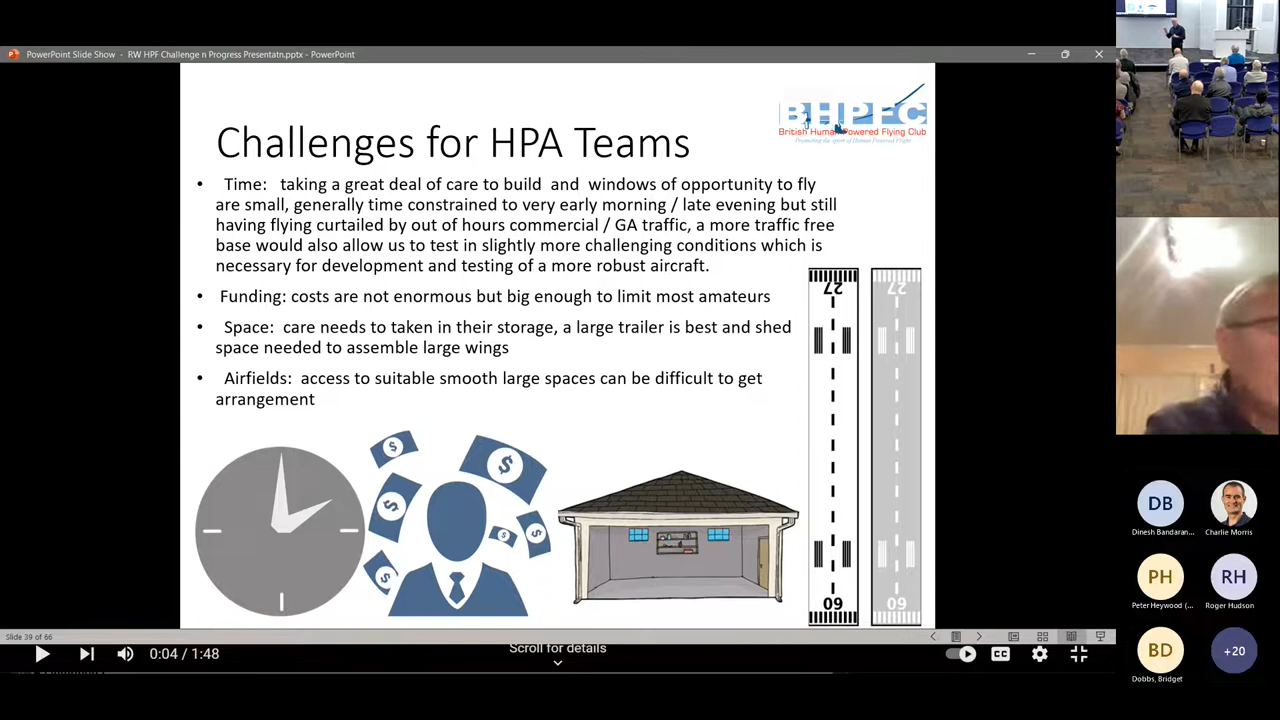 PowerPoint Slide Show - RW HPF Challenge n Progress Presentatn.pptx - PowerPoint
BHPFC
British Human Powered Flying Club
Promoting the sport of Human Powered Flight
Challenges for HPA Teams
• Time: taking a great deal of care to build and windows of opportunity to fly
are small, generally time constrained to very early morning / late evening but still
having flying curtailed by out of hours commercial / GA traffic, a more traffic free
base would also allow us to test in slightly more challenging conditions which is
necessary for development and testing of a more robust aircraft.
• Funding: costs are not enormous but big enough to limit most amateurs
• Space: care needs to taken in their storage, a large trailer is best and shed
space needed to assemble large wings
• Airfields: access to suitable smooth large spaces can be difficult to get
arrangement
27
27
$
$
$
$
$
$
09
09
Slide 39 of 66
0:04 / 1:48
Scroll for details
CC
DB
Dinesh Bandaran...
Charlie Morris
PH
Peter Heywood (...
RH
Roger Hudson
BD
Dobbs, Bridget
+20